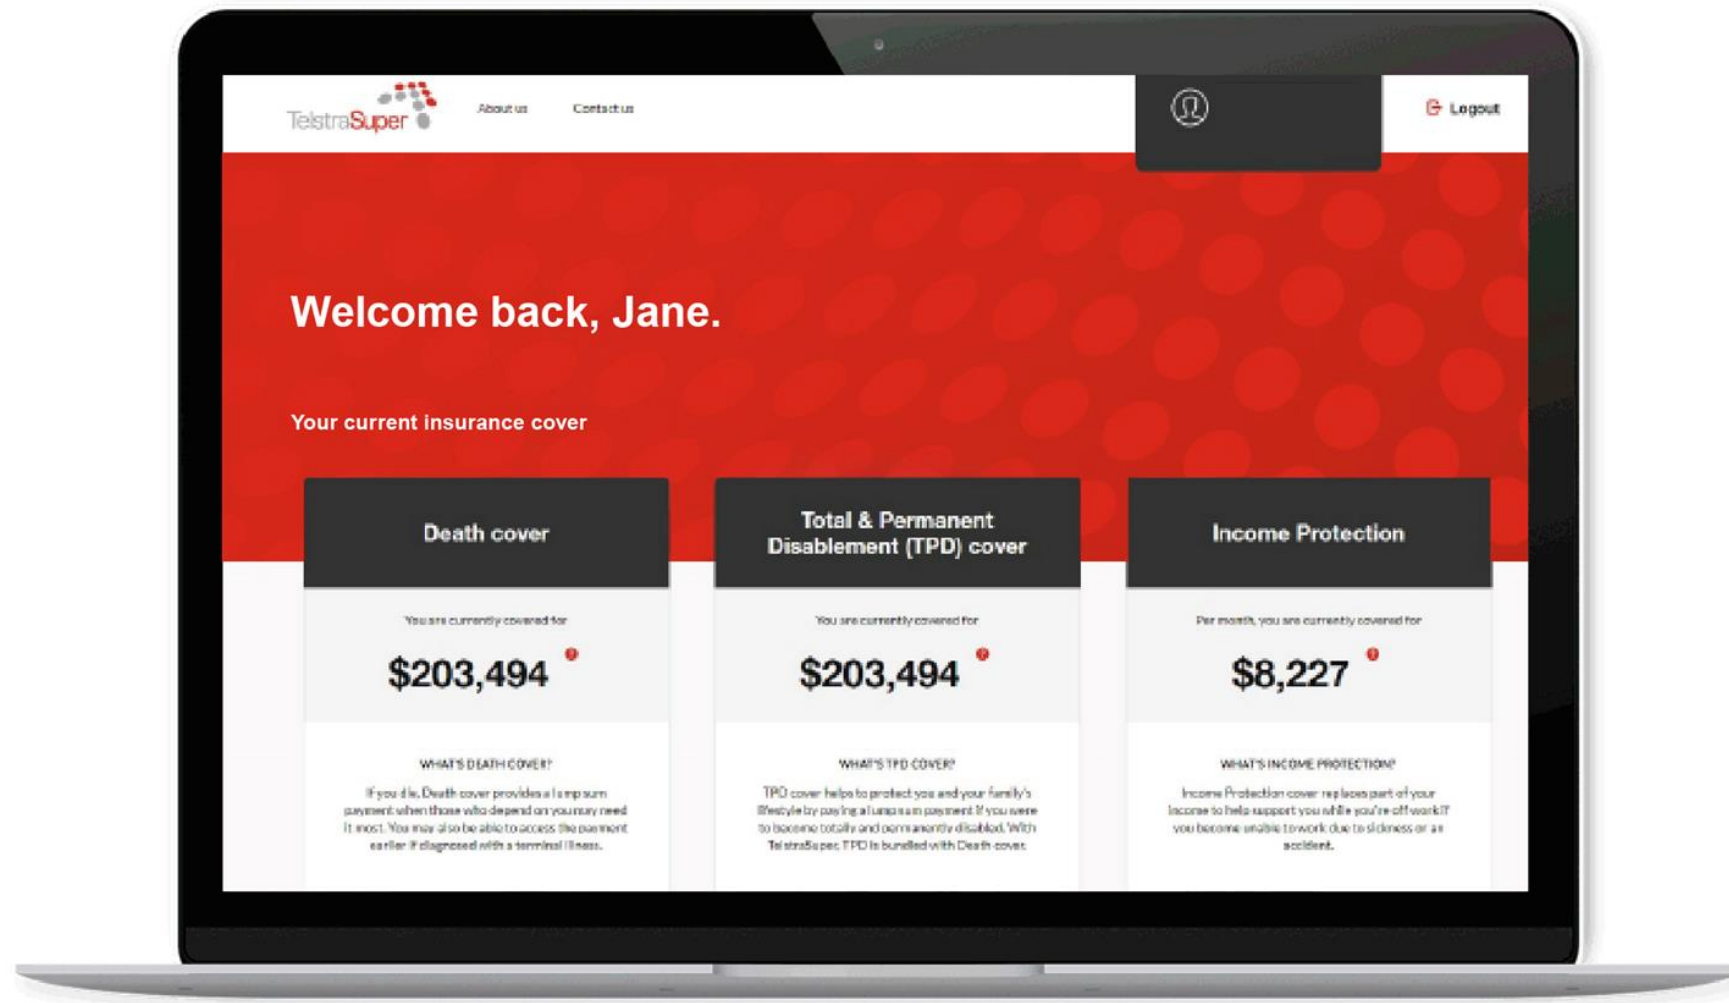 TelstraSuper
About us
Contact us
Logout
Welcome back, Jane.
Your current insurance cover
Death cover
You are currently covered for
$203,494
?
WHAT'S DEATH COVER?
If you die, Death cover provides a lump sum
payment when those who depend on you may need
it most. You may also be able to access the payment
earlier if diagnosed with a terminal illness.
Total & Permanent
Disablement (TPD) cover
You are currently covered for
$203,494
?
WHAT'S TPD COVER?
TPD cover helps to protect you and your family's
lifestyle by paying a lump sum payment if you were
to become totally and permanently disabled. With
TelstraSuper, TPD is bundled with Death cover.
Income Protection
Per month, you are currently covered for
$8,227
?
WHAT'S INCOME PROTECTION?
Income Protection cover replaces part of your
income to help support you while you're off work if
you become unable to work due to sickness or an
accident.